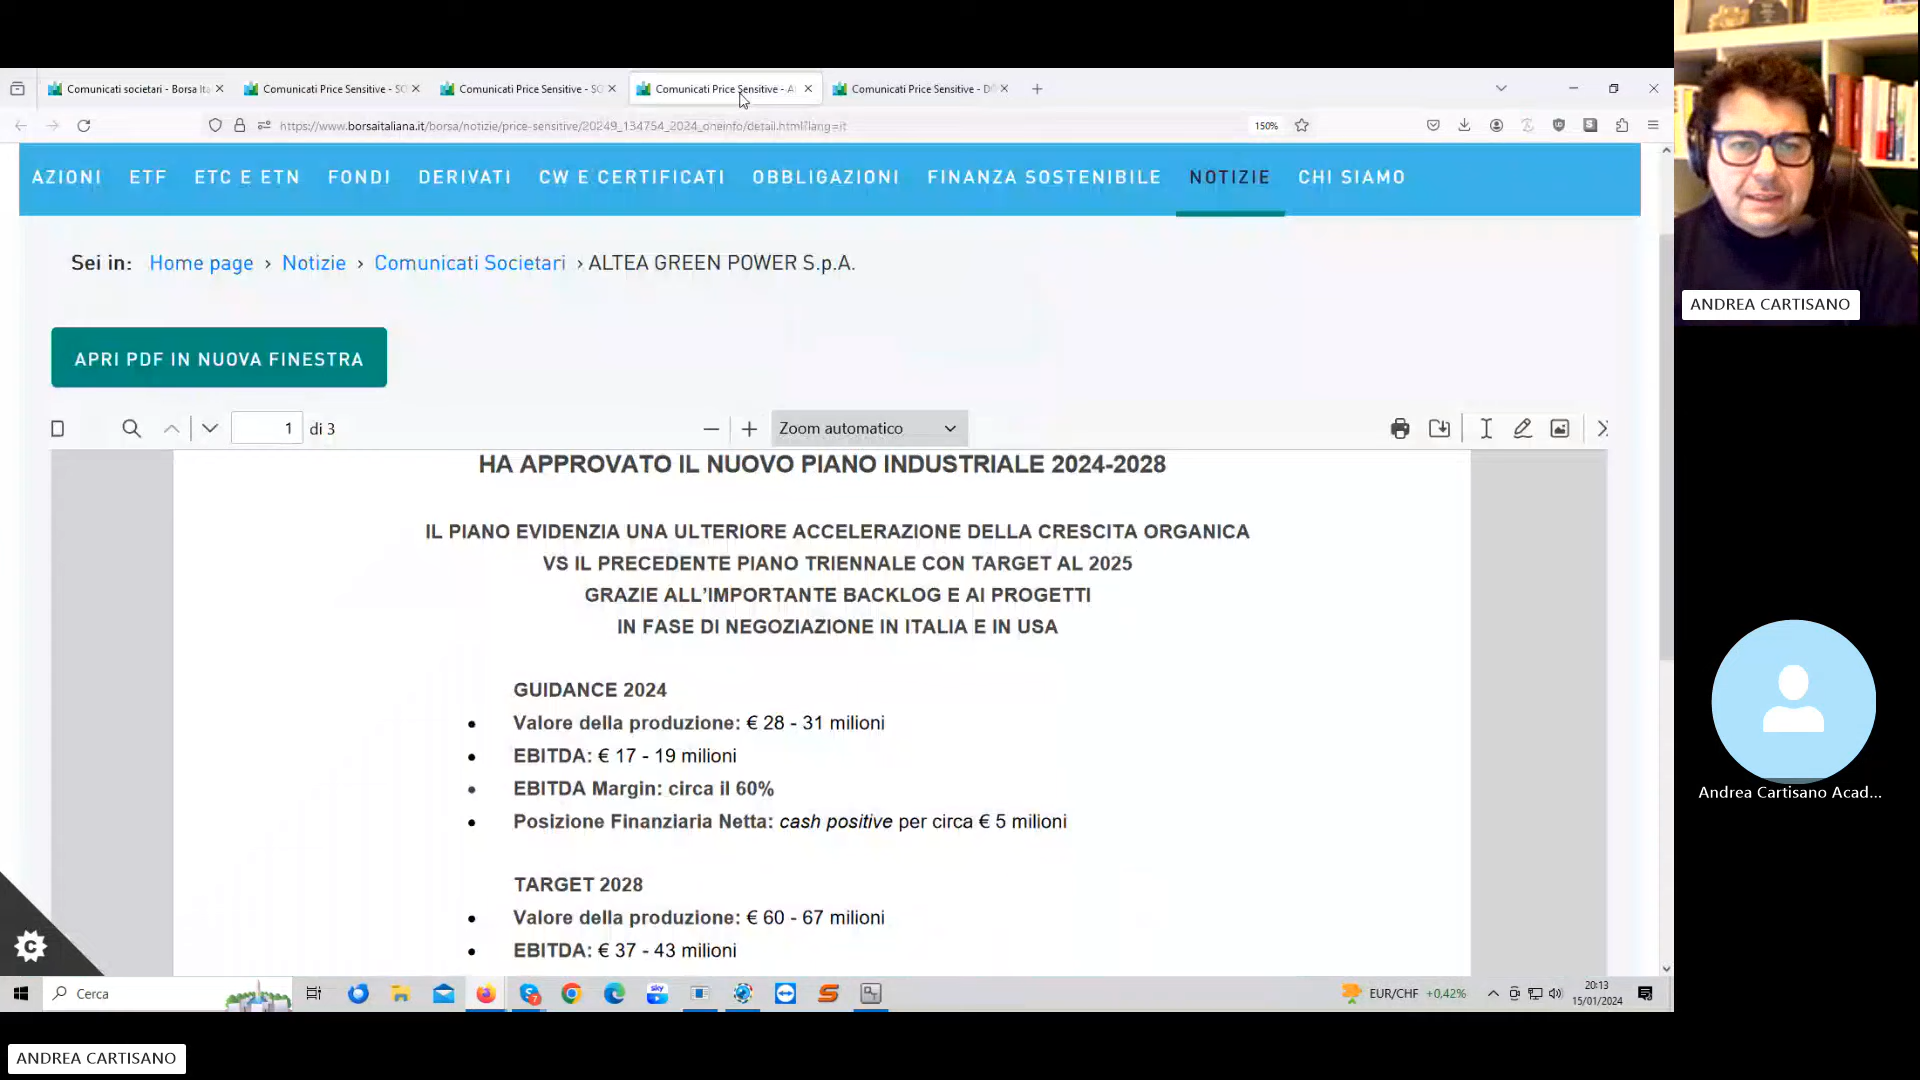 Comunicati societari - Borsa Ita
Comunicati Price Sensitive - SO
Comunicati Price Sensitive - SO
Comunicati Price Sensitive - A
Comunicati Price Sensitive - D
https://www.borsaitaliana.it/borsa/notizie/price-sensitive/20249_134754_2024_oneinfo/detail.html?lang=it
150%
AZIONI ETF ETC E ETN FONDI DERIVATI CW E CERTIFICATI OBBLIGAZIONI FINANZA SOSTENIBILE NOTIZIE CHI SIAMO
Sei in: Home page › Notizie › Comunicati Societari › ALTEA GREEN POWER S.p.A.
APRI PDF IN NUOVA FINESTRA
1 di 3
Zoom automatico
HA APPROVATO IL NUOVO PIANO INDUSTRIALE 2024-2028
IL PIANO EVIDENZIA UNA ULTERIORE ACCELERAZIONE DELLA CRESCITA ORGANICA
VS IL PRECEDENTE PIANO TRIENNALE CON TARGET AL 2025
GRAZIE ALL’IMPORTANTE BACKLOG E AI PROGETTI
IN FASE DI NEGOZIAZIONE IN ITALIA E IN USA
GUIDANCE 2024
• Valore della produzione: € 28 - 31 milioni
• EBITDA: € 17 - 19 milioni
• EBITDA Margin: circa il 60%
• Posizione Finanziaria Netta: cash positive per circa € 5 milioni
TARGET 2028
• Valore della produzione: € 60 - 67 milioni
• EBITDA: € 37 - 43 milioni
Cerca
sky
EUR/CHF +0,42%
20:13
15/01/2024
ANDREA CARTISANO
Andrea Cartisano Acad...
ANDREA CARTISANO